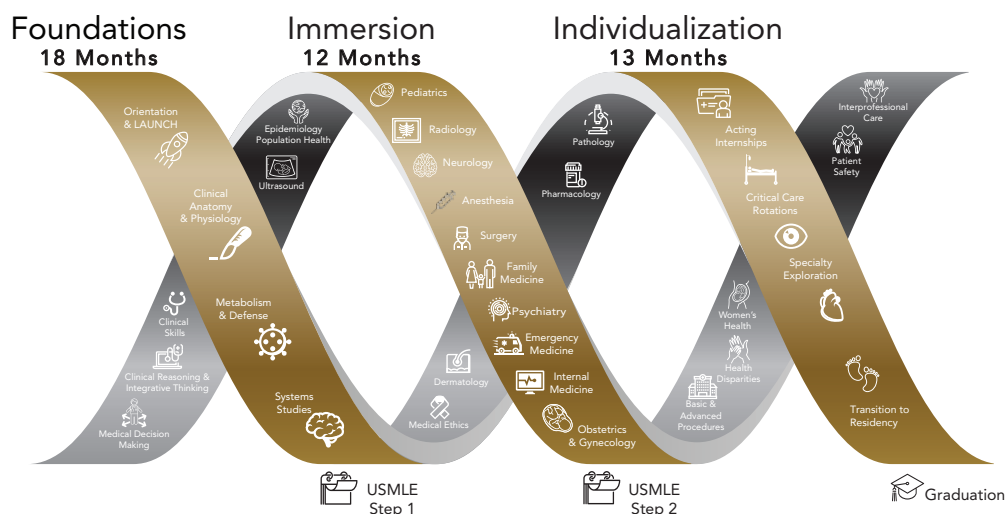 Foundations
18 Months
Immersion
12 Months
Individualization
13 Months
Orientation
& LAUNCH
Clinical
Anatomy
& Physiology
Metabolism
& Defense
Systems
Studies
Epidemiology
Population Health
Ultrasound
Clinical
Skills
Clinical Reasoning &
Integrative Thinking
Medical Decision
Making
Pediatrics
Radiology
Neurology
Anesthesia
Surgery
Family
Medicine
Psychiatry
Emergency
Medicine
Internal
Medicine
Obstetrics
& Gynecology
Dermatology
Medical Ethics
Pathology
Pharmacology
Women's
Health
Health
Disparities
Basic &
Advanced
Procedures
Acting
Internships
Critical Care
Rotations
Specialty
Exploration
Transition to
Residency
Interprofessional
Care
Patient
Safety
USMLE
Step 1
USMLE
Step 2
Graduation